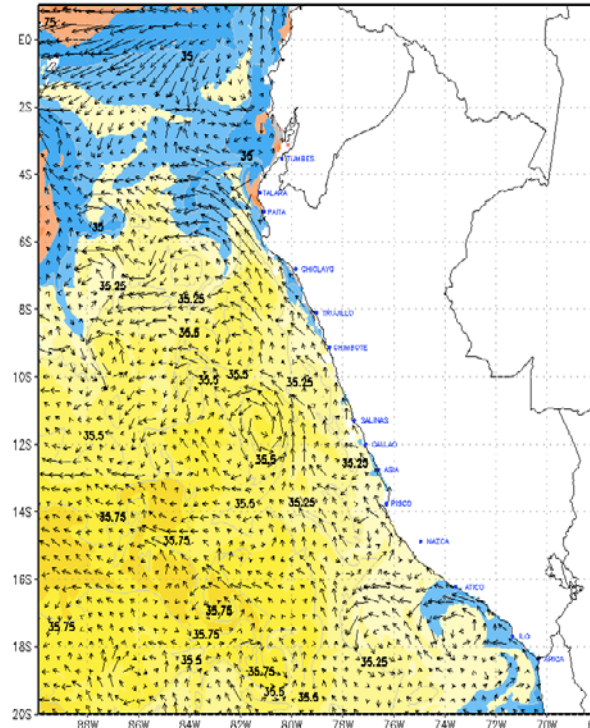 75
E0
35
2S
35
TUMBES
4S
TALARA
PAITA
35
6S
CHICLAYO
35.25
35.25
8S
TRUJILLO
35.5
CHIMBOTE
10S
35.5
35.5
35.25
SALINAS
35.5
CALLAO
12S
35.5
35.25
ASIA
35.5
35.25
PISCO
14S
35.75
35.75
NAZCA
16S
ATICO
35.75
35.75
35.75
ILO
18S
35.5
35.25
ARICA
35.75
35.5
35.5
20S
88W
86W
84W
82W
80W
78W
76W
74W
72W
70W